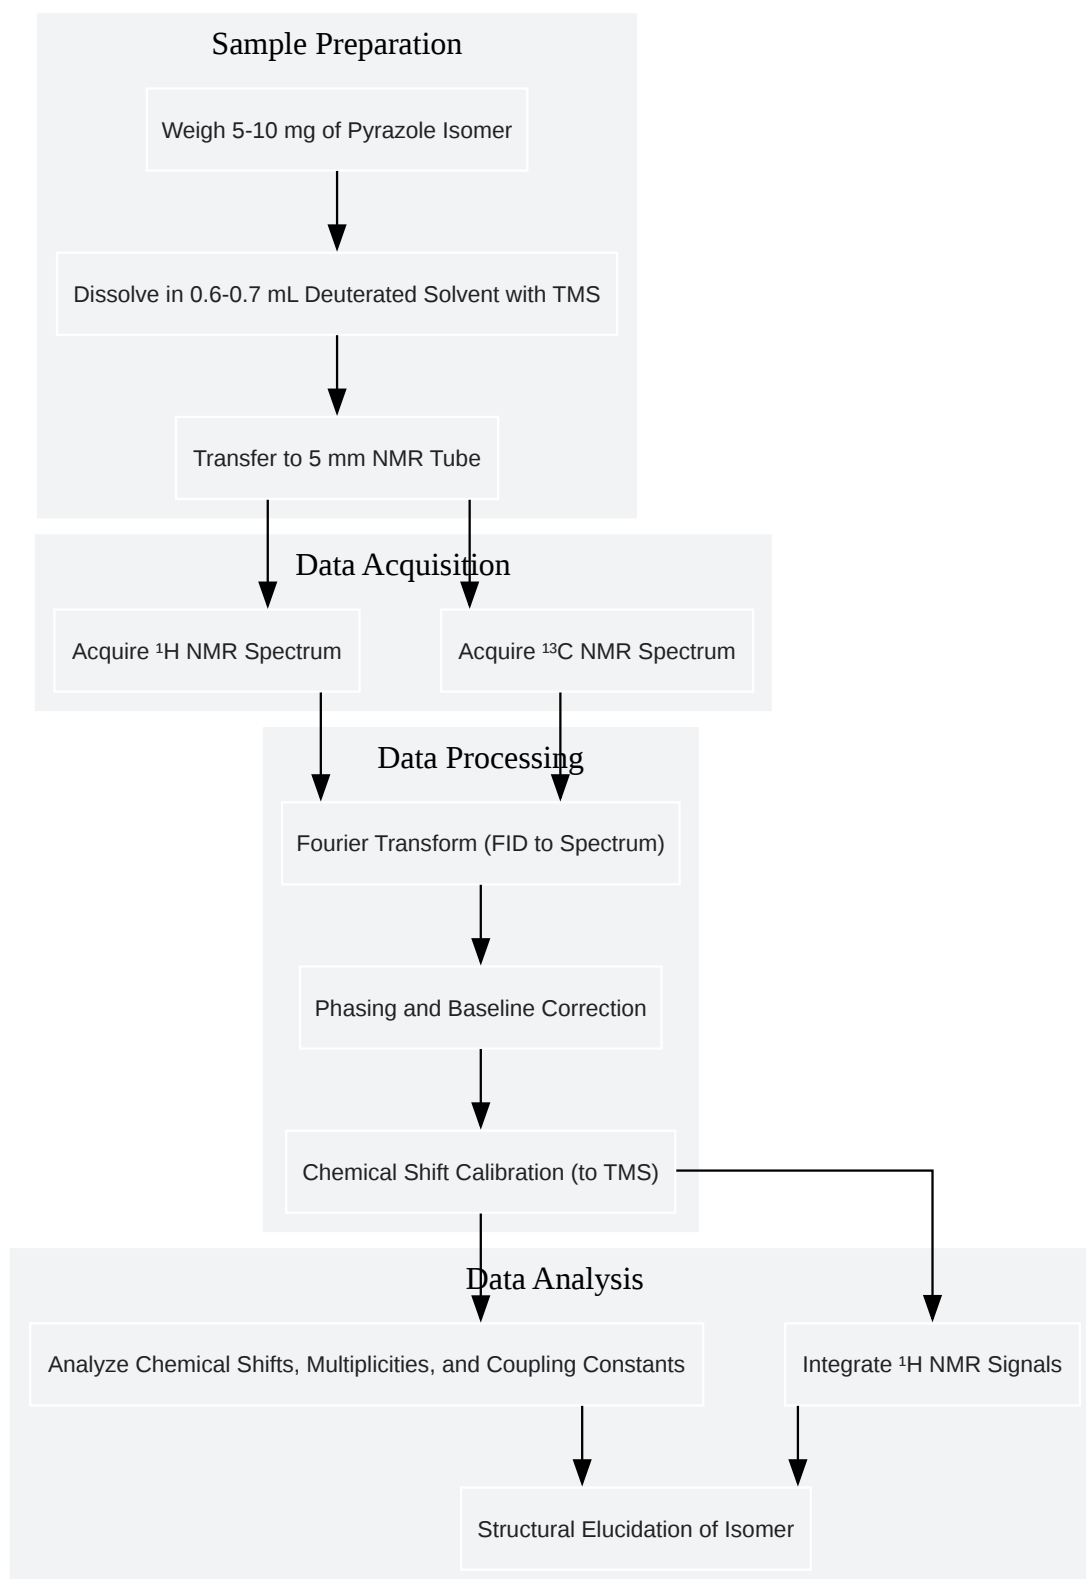 Sample Preparation
Weigh 5-10 mg of Pyrazole Isomer
Dissolve in 0.6-0.7 mL Deuterated Solvent with TMS
Transfer to 5 mm NMR Tube
Data Acquisition
Acquire ¹H NMR Spectrum
Acquire ¹³C NMR Spectrum
Data Processing
Fourier Transform (FID to Spectrum)
Phasing and Baseline Correction
Chemical Shift Calibration (to TMS)
Data Analysis
Analyze Chemical Shifts, Multiplicities, and Coupling Constants
Integrate ¹H NMR Signals
Structural Elucidation of Isomer